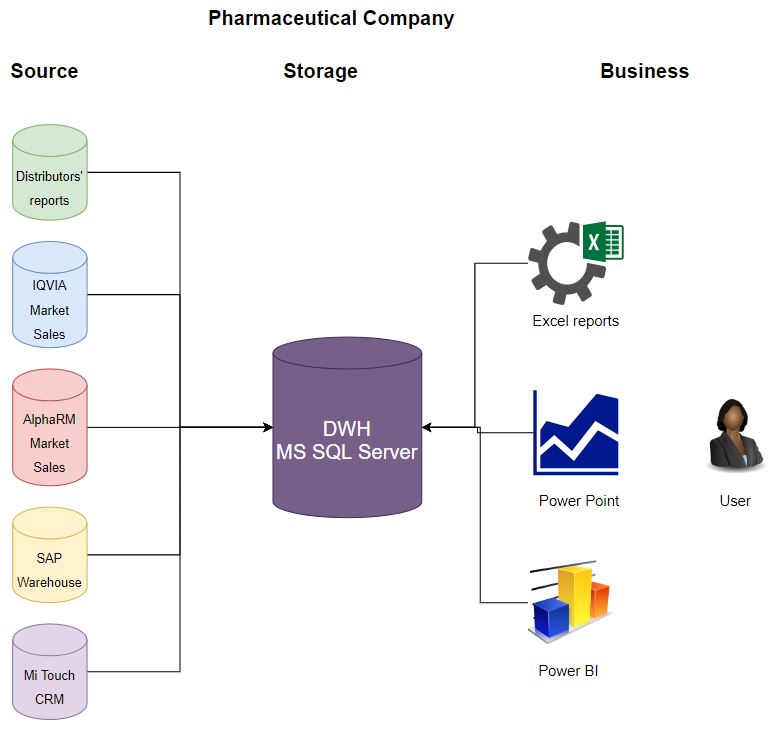 Pharmaceutical Company
Source
Storage
Business
Distributors'
reports
IQVIA
Market
Sales
AlphaRM
Market
Sales
SAP
Warehouse
Mi Touch
CRM
DWH
MS SQL Server
X
Excel reports
Power Point
User
Power BI